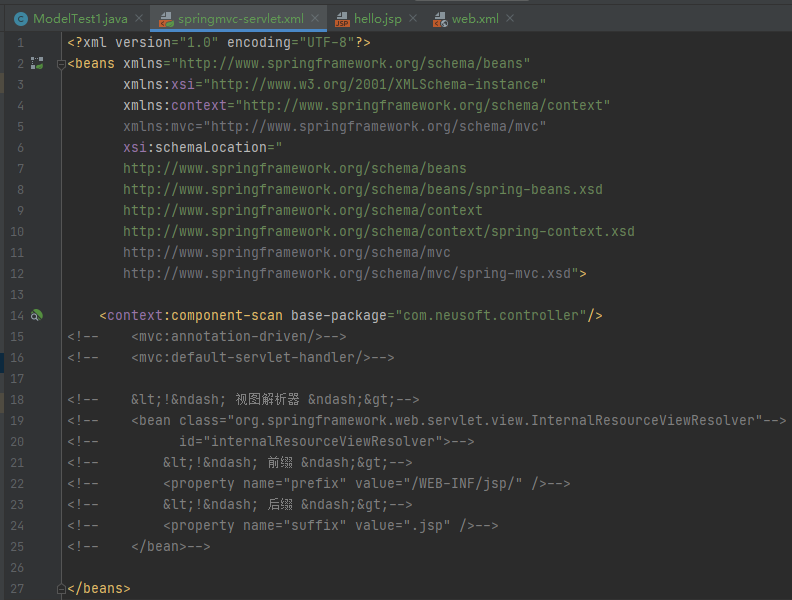 ModelTest1.java × springmvc-servlet.xml × hello.jsp × web.xml ×
1 <?xml version="1.0" encoding="UTF-8"?>
2 <beans xmlns="http://www.springframework.org/schema/beans"
3 xmlns:xsi="http://www.w3.org/2001/XMLSchema-instance"
4 xmlns:context="http://www.springframework.org/schema/context"
5 xmlns:mvc="http://www.springframework.org/schema/mvc"
6 xsi:schemaLocation="
7 http://www.springframework.org/schema/beans
8 http://www.springframework.org/schema/beans/spring-beans.xsd
9 http://www.springframework.org/schema/context
10 http://www.springframework.org/schema/context/spring-context.xsd
11 http://www.springframework.org/schema/mvc
12 http://www.springframework.org/schema/mvc/spring-mvc.xsd">
13
14 <context:component-scan base-package="com.neusoft.controller"/>
15 <!-- <mvc:annotation-driven/>-->
16 <!-- <mvc:default-servlet-handler/>-->
17
18 <!-- &lt;!&ndash; 视图解析器 &ndash;&gt;-->
19 <!-- <bean class="org.springframework.web.servlet.view.InternalResourceViewResolver"-->
20 <!-- id="internalResourceViewResolver">-->
21 <!-- &lt;!&ndash; 前缀 &ndash;&gt;-->
22 <!-- <property name="prefix" value="/WEB-INF/jsp/" />-->
23 <!-- &lt;!&ndash; 后缀 &ndash;&gt;-->
24 <!-- <property name="suffix" value=".jsp" />-->
25 <!-- </bean>-->
26
27 </beans>